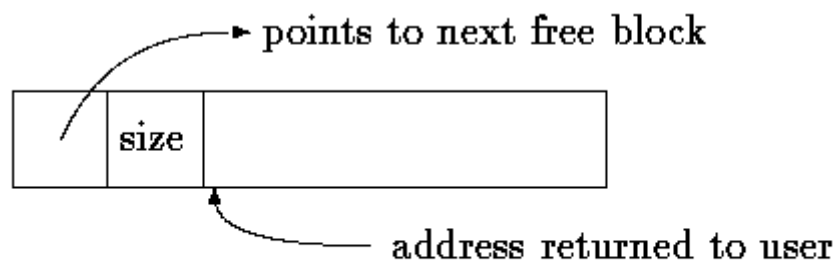 points to next free block
size
address returned to user